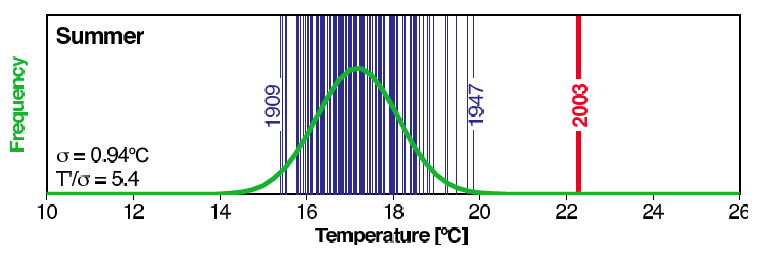 Summer
Frequency
1909
1947
2003
σ = 0.94°C
T'/σ = 5.4
10 12 14 16 18 20 22 24 26
Temperature [°C]